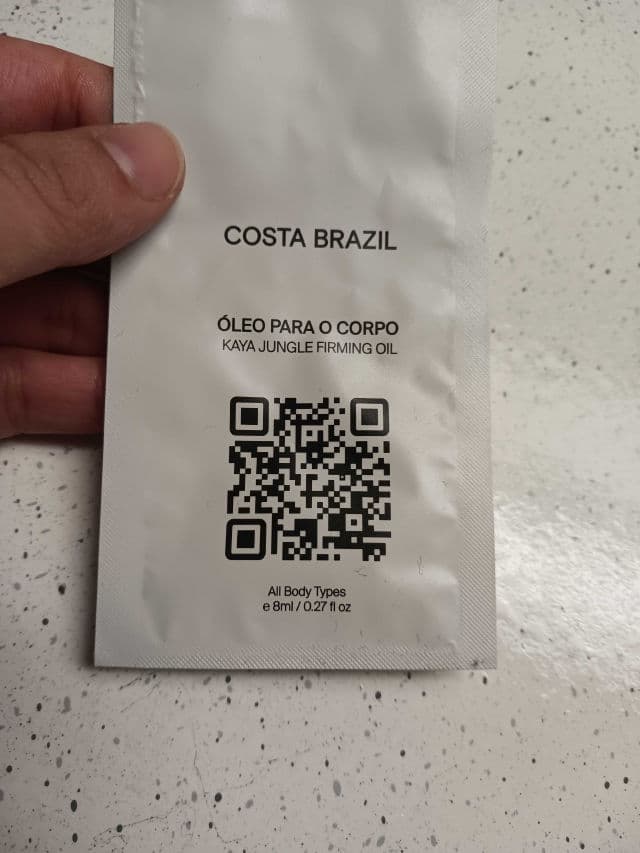 COSTA BRAZIL
ÓLEO PARA O CORPO
KAYA JUNGLE FIRMING OIL
All Body Types
e 8ml / 0.27 fl oz